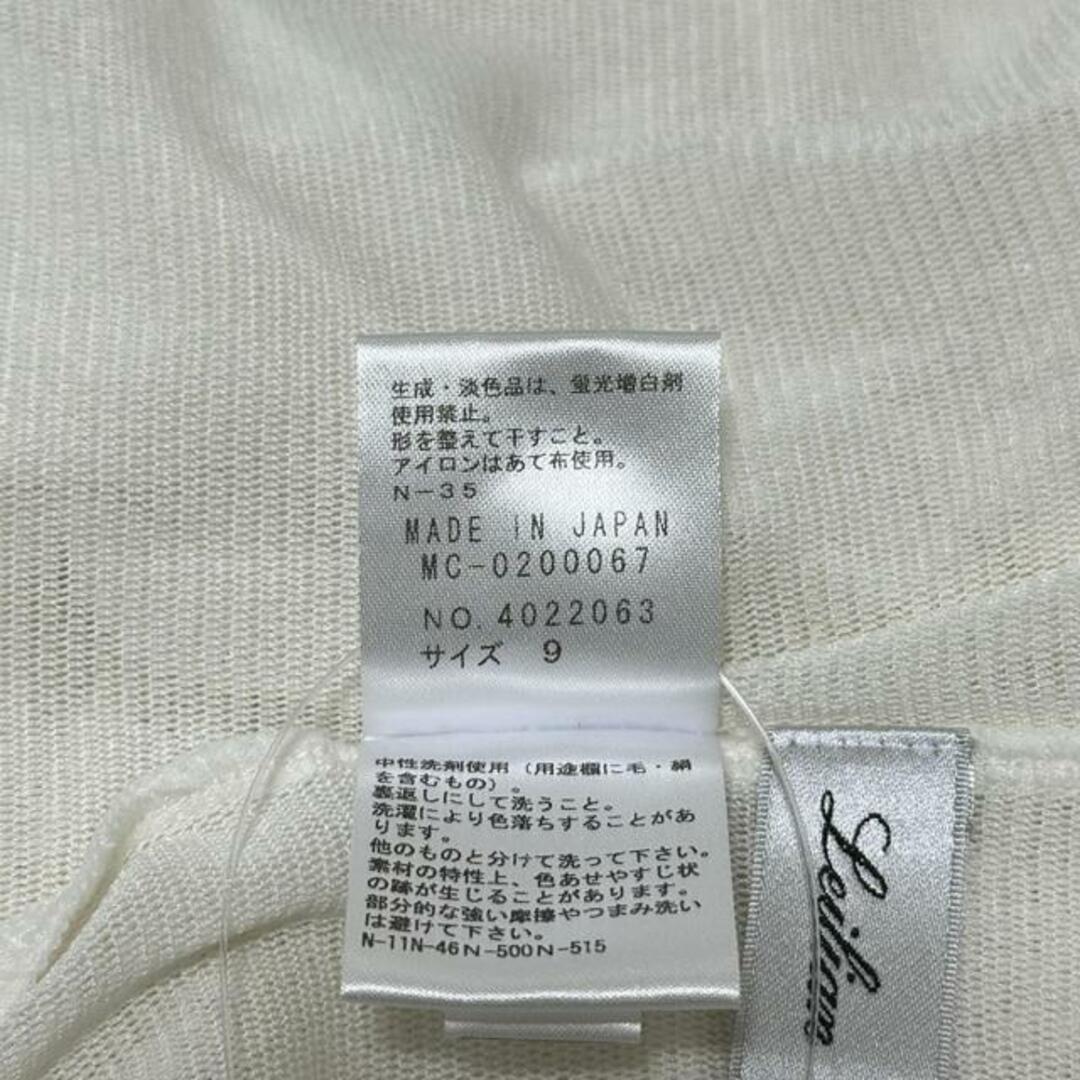 生成・淡色品は、蛍光増白剤
使用禁止。
形を整えて干すこと。
アイロンはあて布使用。
N-35
MADE IN JAPAN
MC-0200067
NO. 4022063
サイズ 9
中性洗剤使用（用途欄に毛・絹
を含むもの）。
裏返しにして洗うこと。
洗濯により色落ちすることがあ
ります。
他のものと分けて洗って下さい。
素材の特性上、色あせやすじ状
の跡が生じることがあります。
部分的な強い摩擦やつまみ洗い
は避けて下さい。
N-11N-46N-500N-515